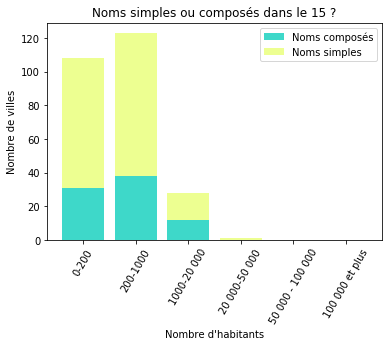 Noms simples ou composés dans le 15 ?
Noms composés
Noms simples
Nombre de villes
120
100
80
60
40
20
0
0-200
200-1000
1000-20 000
20 000-50 000
50 000 - 100 000
100 000 et plus
Nombre d'habitants